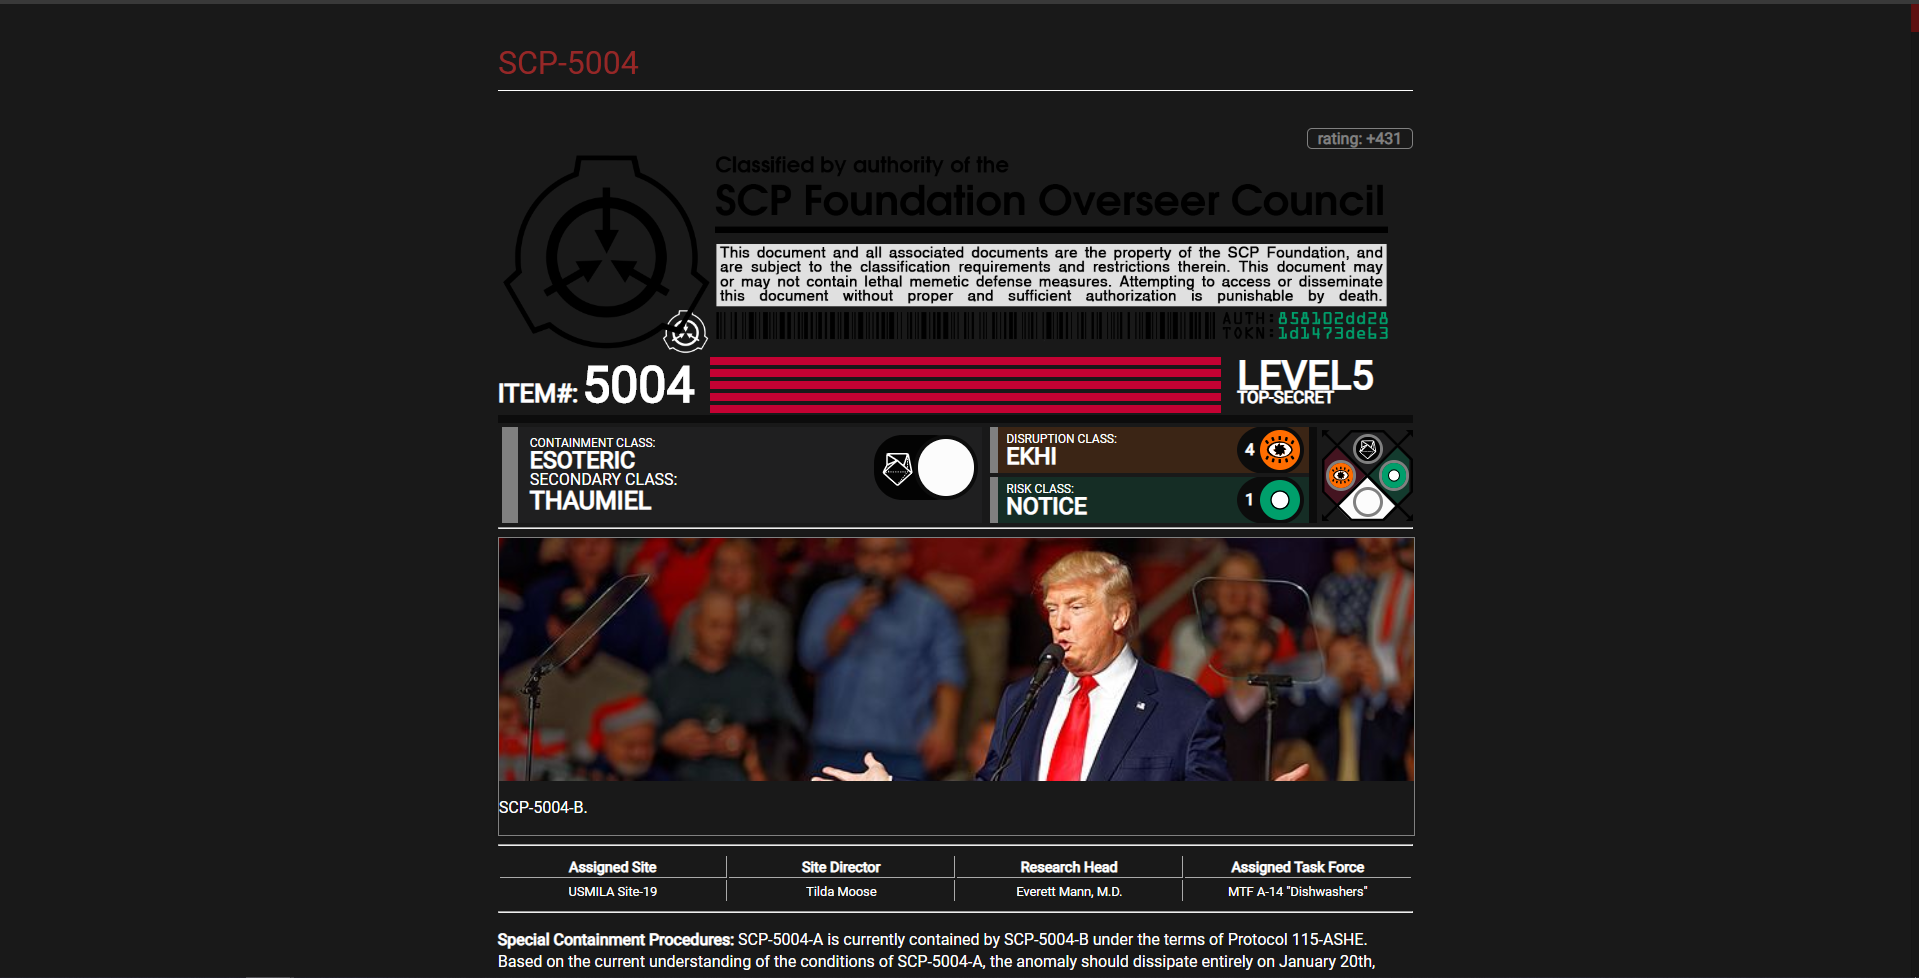 SCP-5004
rating: +431
Classified by authority of the
SCP Foundation Overseer Council
This document and all associated documents are the property of the SCP Foundation, and
are subject to the classification requirements and restrictions therein. This document may
or may not contain lethal memetic defense measures. Attempting to access or disseminate
this document without proper and sufficient authorization is punishable by death.
AUTH: 858102dd28
TOKN: 1d1473de63
ITEM#: 5004
LEVEL5
TOP-SECRET
CONTAINMENT CLASS:
ESOTERIC
SECONDARY CLASS:
THAUMIEL
DISRUPTION CLASS:
EKHI
4
RISK CLASS:
NOTICE
1
SCP-5004-B.
Assigned Site Site Director Research Head Assigned Task Force
USMILA Site-19 Tilda Moose Everett Mann, M.D. MTF A-14 "Dishwashers"
Special Containment Procedures: SCP-5004-A is currently contained by SCP-5004-B under the terms of Protocol 115-ASHE.
Based on the current understanding of the conditions of SCP-5004-A, the anomaly should dissipate entirely on January 20th,